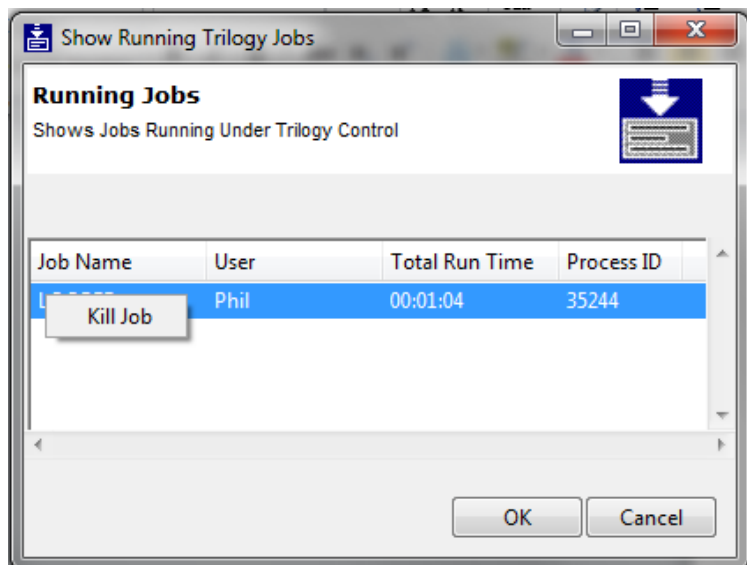 Show Running Trilogy Jobs
Running Jobs
Shows Jobs Running Under Trilogy Control
Job Name User Total Run Time Process ID
Phil 00:01:04 35244
Kill Job
OK Cancel